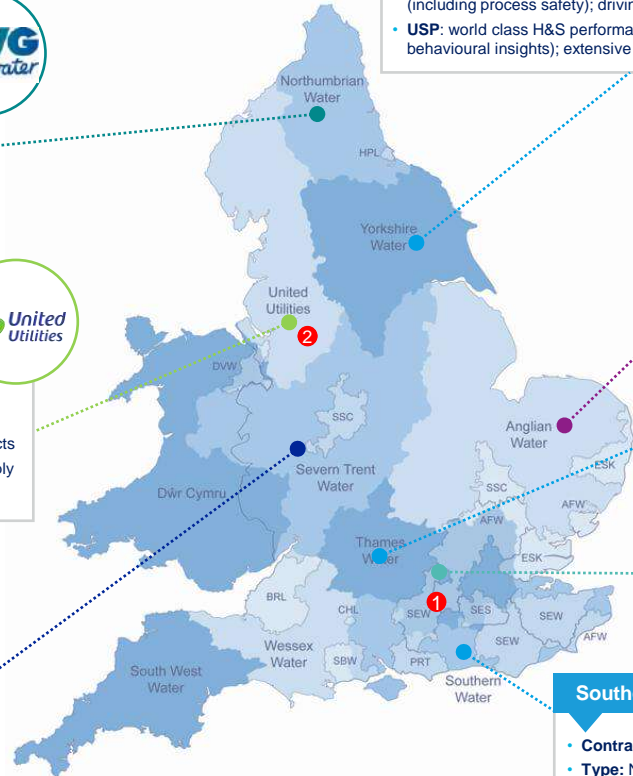 (including process safety); driving
USP: world class H&S performa
behavioural insights); extensive
Northumbrian
Water
HPL
Yorkshire
Water
United
Utilities
United
Utilities
2
DVW
cts
ply
SSC
Anglian
Water
Severn Trent
Water
ESK
SSC
AFW
AFW
Dŵr Cymru
Thames
Water
ESK
BRL
CHL
SEW
1
SES
SEW
SEW
AFW
Wessex
Water
SBW
PRT
South West
Water
Southern
Water
South
Contra
Type: N